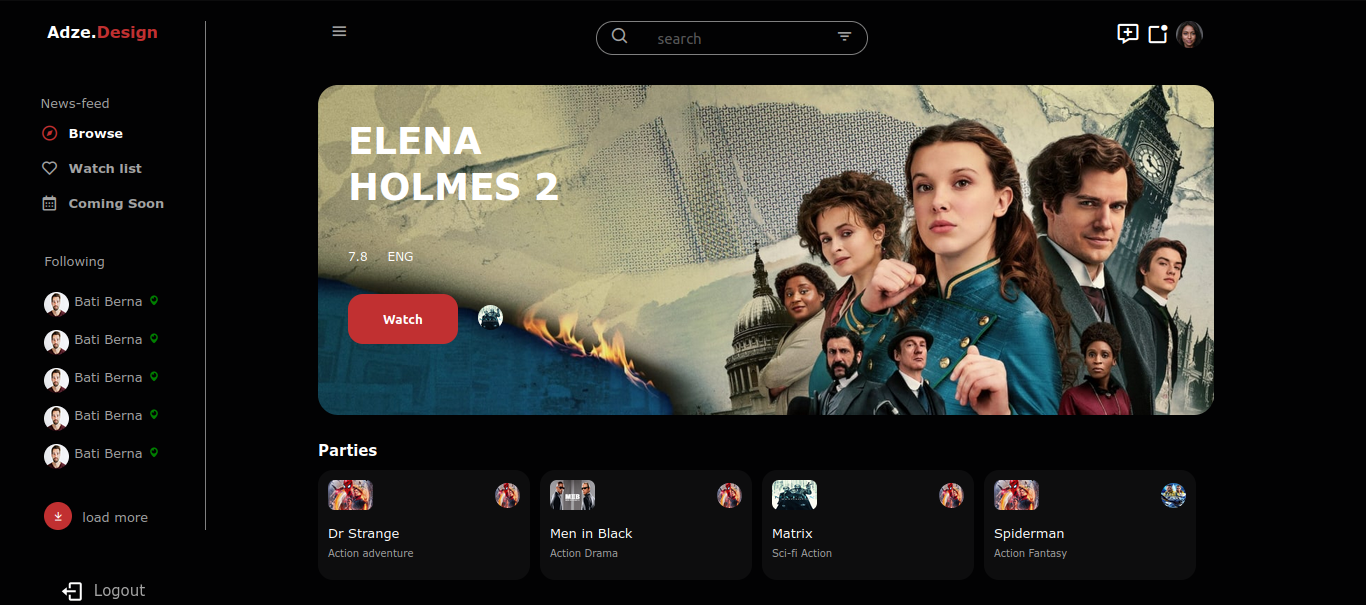 Adze.Design
search
News-feed
Browse
Watch list
Coming Soon
Following
Bati Berna
Bati Berna
Bati Berna
Bati Berna
Bati Berna
load more
Logout
ELENA
HOLMES 2
7.8 ENG
Watch
Parties
MEB
Dr Strange
Action adventure
Men in Black
Action Drama
Matrix
Sci-fi Action
Spiderman
Action Fantasy